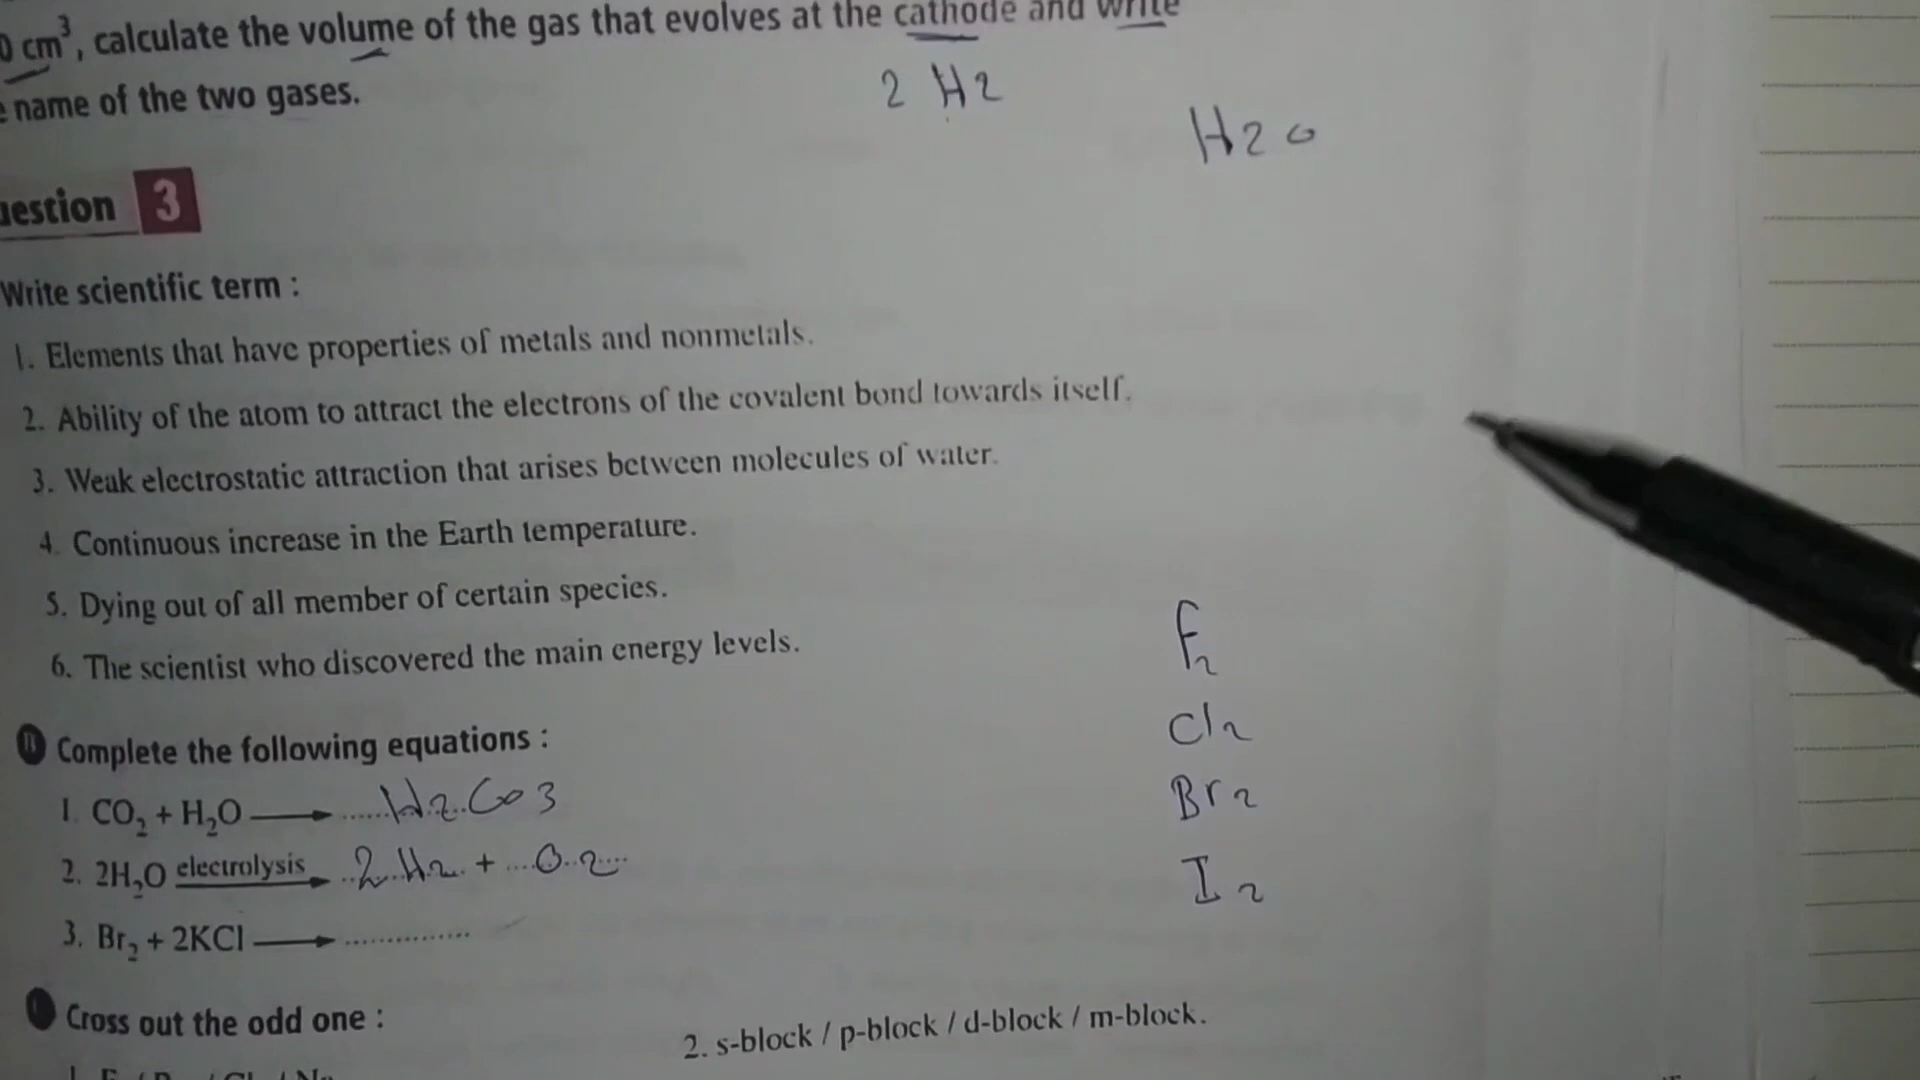 cm³, calculate the volume of the gas that evolves at the cathode and write
name of the two gases.
2 H2
H2O
uestion 3
Write scientific term :
1. Elements that have properties of metals and nonmetals.
2. Ability of the atom to attract the electrons of the covalent bond towards itself.
3. Weak electrostatic attraction that arises between molecules of water.
4. Continuous increase in the Earth temperature.
5. Dying out of all member of certain species.
6. The scientist who discovered the main energy levels.
F2
Cl2
Br2
I2
B Complete the following equations :
1. CO₂ + H₂O ⟶ ......H2CO3
2. 2H₂O electrolysis ⟶ ..2 H2.. + ....O2....
3. Br₂ + 2KCl ⟶ ...............
Cross out the odd one :
2. s-block / p-block / d-block / m-block.